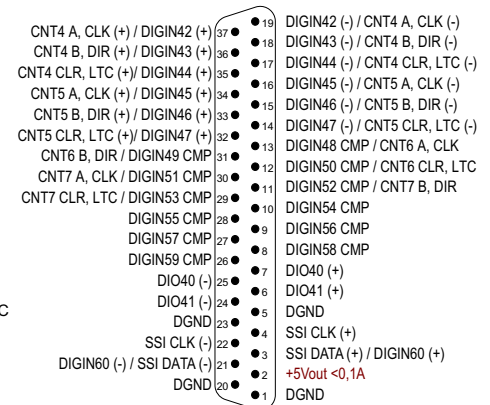 CNT4 A, CLK (+) / DIGIN42 (+) 37
CNT4 B, DIR (+) / DIGIN43 (+) 36
CNT4 CLR, LTC (+)/ DIGIN44 (+) 35
CNT5 A, CLK (+) / DIGIN45 (+) 34
CNT5 B, DIR (+) / DIGIN46 (+) 33
CNT5 CLR, LTC (+)/ DIGIN47 (+) 32
CNT6 B, DIR / DIGIN49 CMP 31
CNT7 A, CLK / DIGIN51 CMP 30
CNT7 CLR, LTC / DIGIN53 CMP 29
DIGIN55 CMP 28
DIGIN57 CMP 27
DIGIN59 CMP 26
DIO40 (-) 25
DIO41 (-) 24
DGND 23
SSI CLK (-) 22
DIGIN60 (-) / SSI DATA (-) 21
DGND 20
C
19 DIGIN42 (-) / CNT4 A, CLK (-)
18 DIGIN43 (-) / CNT4 B, DIR (-)
17 DIGIN44 (-) / CNT4 CLR, LTC (-)
16 DIGIN45 (-) / CNT5 A, CLK (-)
15 DIGIN46 (-) / CNT5 B, DIR (-)
14 DIGIN47 (-) / CNT5 CLR, LTC (-)
13 DIGIN48 CMP / CNT6 A, CLK
12 DIGIN50 CMP / CNT6 CLR, LTC
11 DIGIN52 CMP / CNT7 B, DIR
10 DIGIN54 CMP
9 DIGIN56 CMP
8 DIGIN58 CMP
7 DIO40 (+)
6 DIO41 (+)
5 DGND
4 SSI CLK (+)
3 SSI DATA (+) / DIGIN60 (+)
2 +5Vout <0,1A
1 DGND